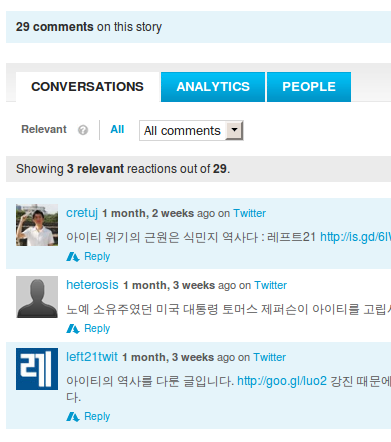 29 comments on this story
CONVERSATIONS ANALYTICS PEOPLE
Relevant ? All All comments
Showing 3 relevant reactions out of 29.
cretuj 1 month, 2 weeks ago on Twitter
아이티 위기의 근원은 식민지 역사다 : 레프트21 http://is.gd/6IW
Reply
heterosis 1 month, 3 weeks ago on Twitter
노예 소유주였던 미국 대통령 토머스 제퍼슨이 아이티를 고립시
Reply
레
left21twit 1 month, 3 weeks ago on Twitter
아이티의 역사를 다룬 글입니다. http://goo.gl/luo2 강진 때문에
다.
Reply